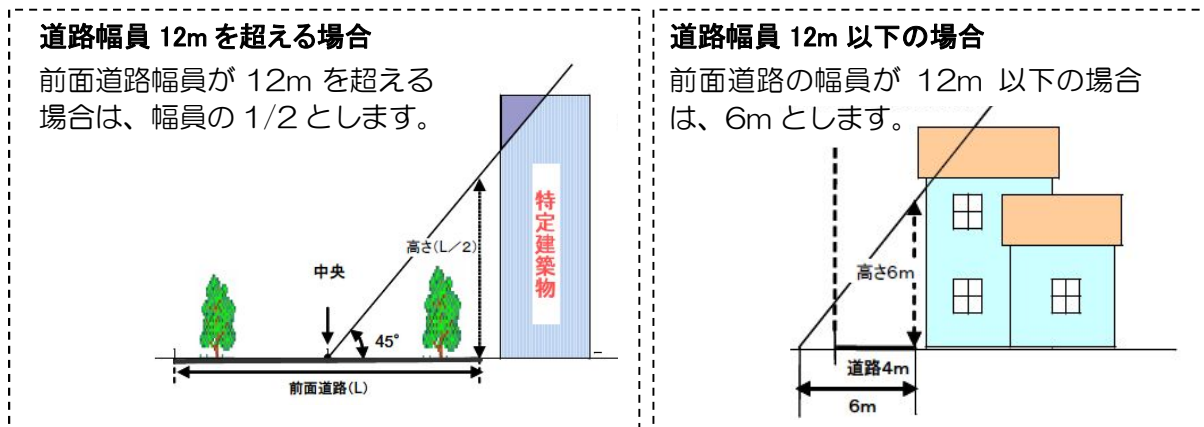 道路幅員 12m を超える場合
前面道路幅員が 12m を超える
場合は、幅員の 1/2 とします。
特定建築物
高さ(L/2)
中央
45°
前面道路(L)
道路幅員 12m 以下の場合
前面道路の幅員が 12m 以下の場合
は、6m とします。
高さ6m
道路4m
6m